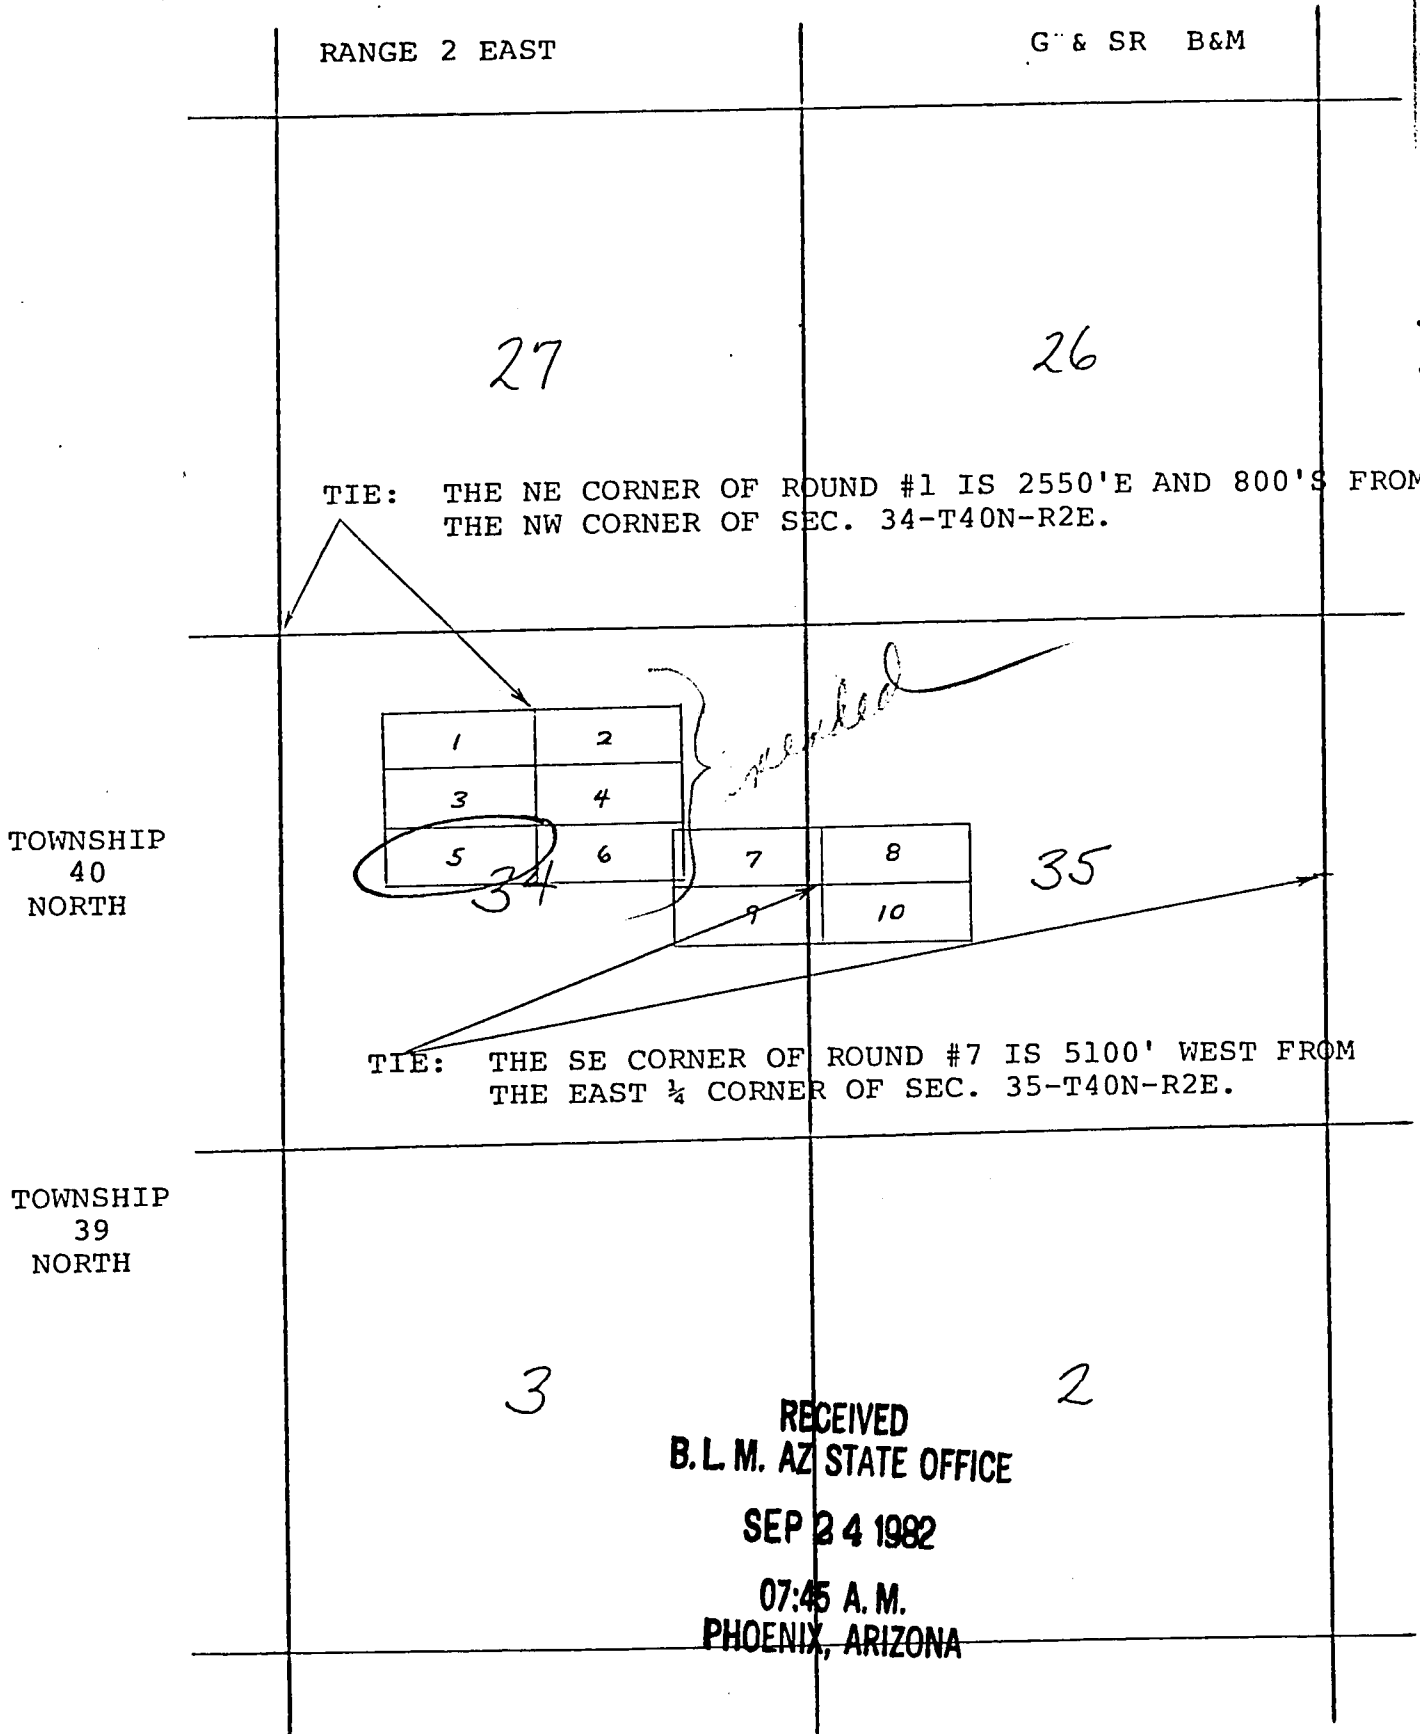 RANGE 2 EAST
G & SR B&M
27
26
TIE: THE NE CORNER OF ROUND #1 IS 2550'E AND 800'S FROM
THE NW CORNER OF SEC. 34-T40N-R2E.
1
2
3
4
5
6
7
8
9
10
34
35
TOWNSHIP
40
NORTH
TIE: THE SE CORNER OF ROUND #7 IS 5100' WEST FROM
THE EAST ¼ CORNER OF SEC. 35-T40N-R2E.
TOWNSHIP
39
NORTH
3
2
RECEIVED
B. L. M. AZ STATE OFFICE
SEP 24 1982
07:45 A. M.
PHOENIX, ARIZONA